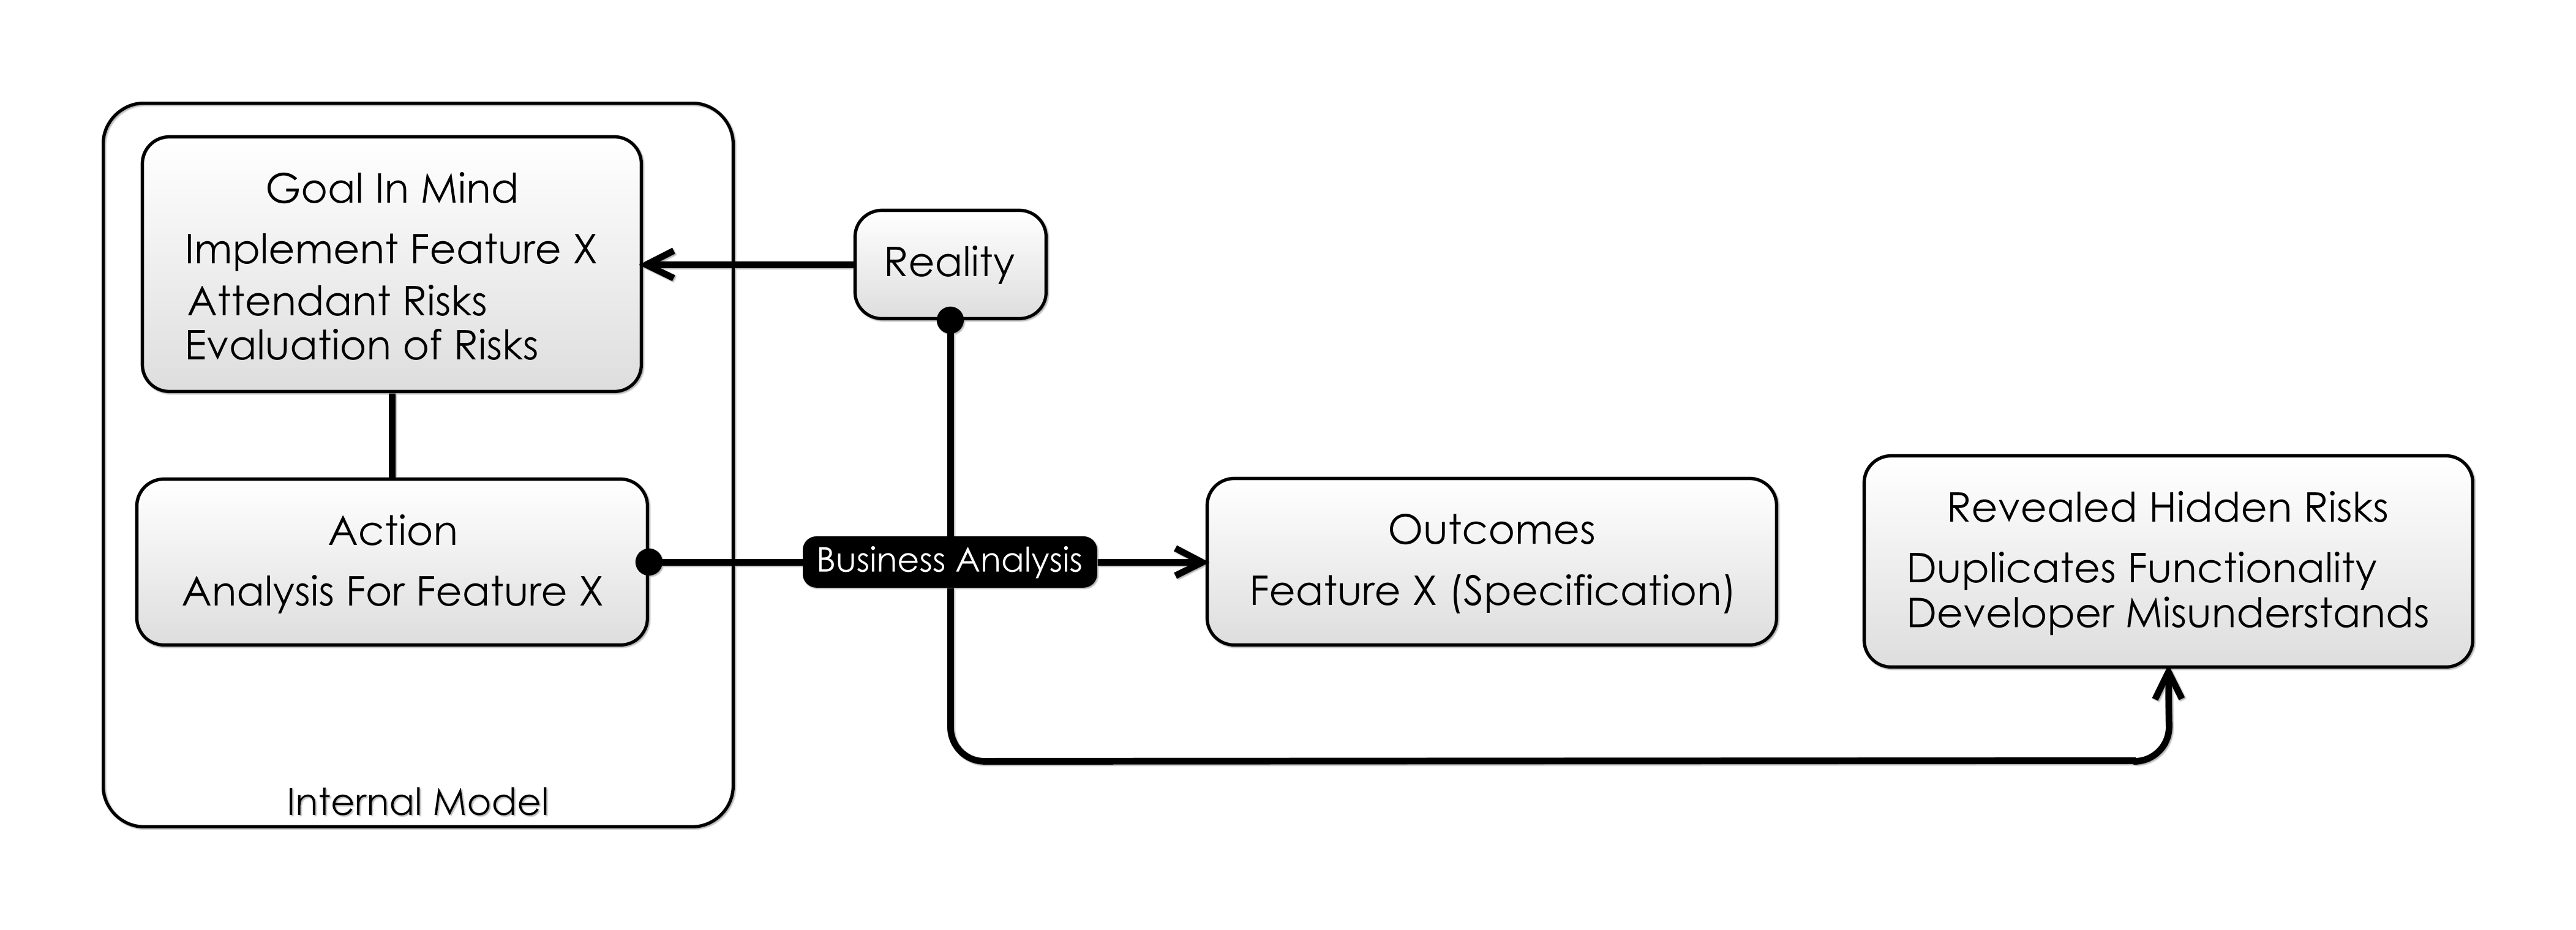 Goal In Mind
Implement Feature X
Attendant Risks
Evaluation of Risks
Reality
Action
Analysis For Feature X
Business Analysis
Outcomes
Feature X (Specification)
Revealed Hidden Risks
Duplicates Functionality
Developer Misunderstands
Internal Model